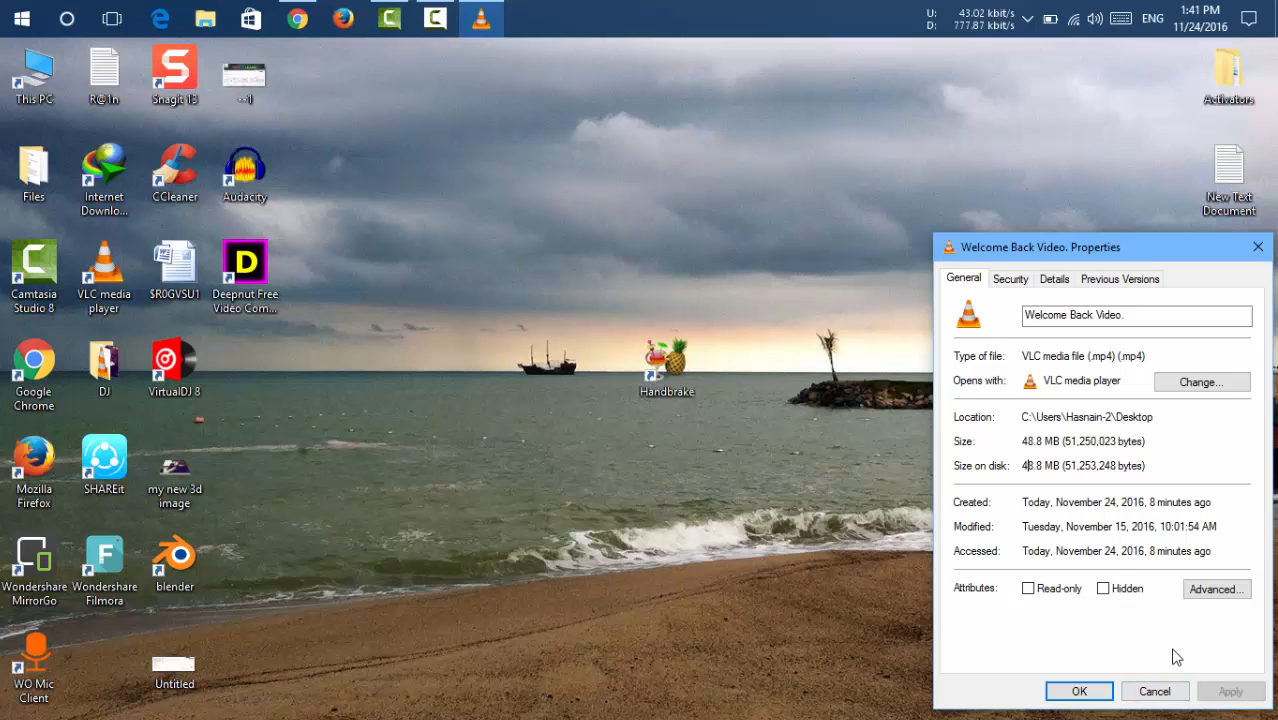 U: 43.02 kbit/s
D: 777.87 kbit/s
ENG
1:41 PM
11/24/2016
This PC
R@1n
Snagit 13
--1
Activators
Files
Internet
Downlo...
CCleaner
Audacity
New Text
Document
Camtasia
Studio 8
VLC media
player
$R0GVSU1
Deepnut Free
Video Com...
Google
Chrome
DJ
VirtualDJ 8
Handbrake
Mozilla
Firefox
SHAREit
my new 3d
image
Wondershare
MirrorGo
Wondershare
Filmora
blender
WO Mic
Client
Untitled
Welcome Back Video. Properties
General
Security
Details
Previous Versions
Welcome Back Video.
Type of file: VLC media file (.mp4) (.mp4)
Opens with: VLC media player Change...
Location: C:\Users\Hasnain-2\Desktop
Size: 48.8 MB (51,250,023 bytes)
Size on disk: 48.8 MB (51,253,248 bytes)
Created: Today, November 24, 2016, 8 minutes ago
Modified: Tuesday, November 15, 2016, 10:01:54 AM
Accessed: Today, November 24, 2016, 8 minutes ago
Attributes: Read-only Hidden Advanced...
OK Cancel Apply